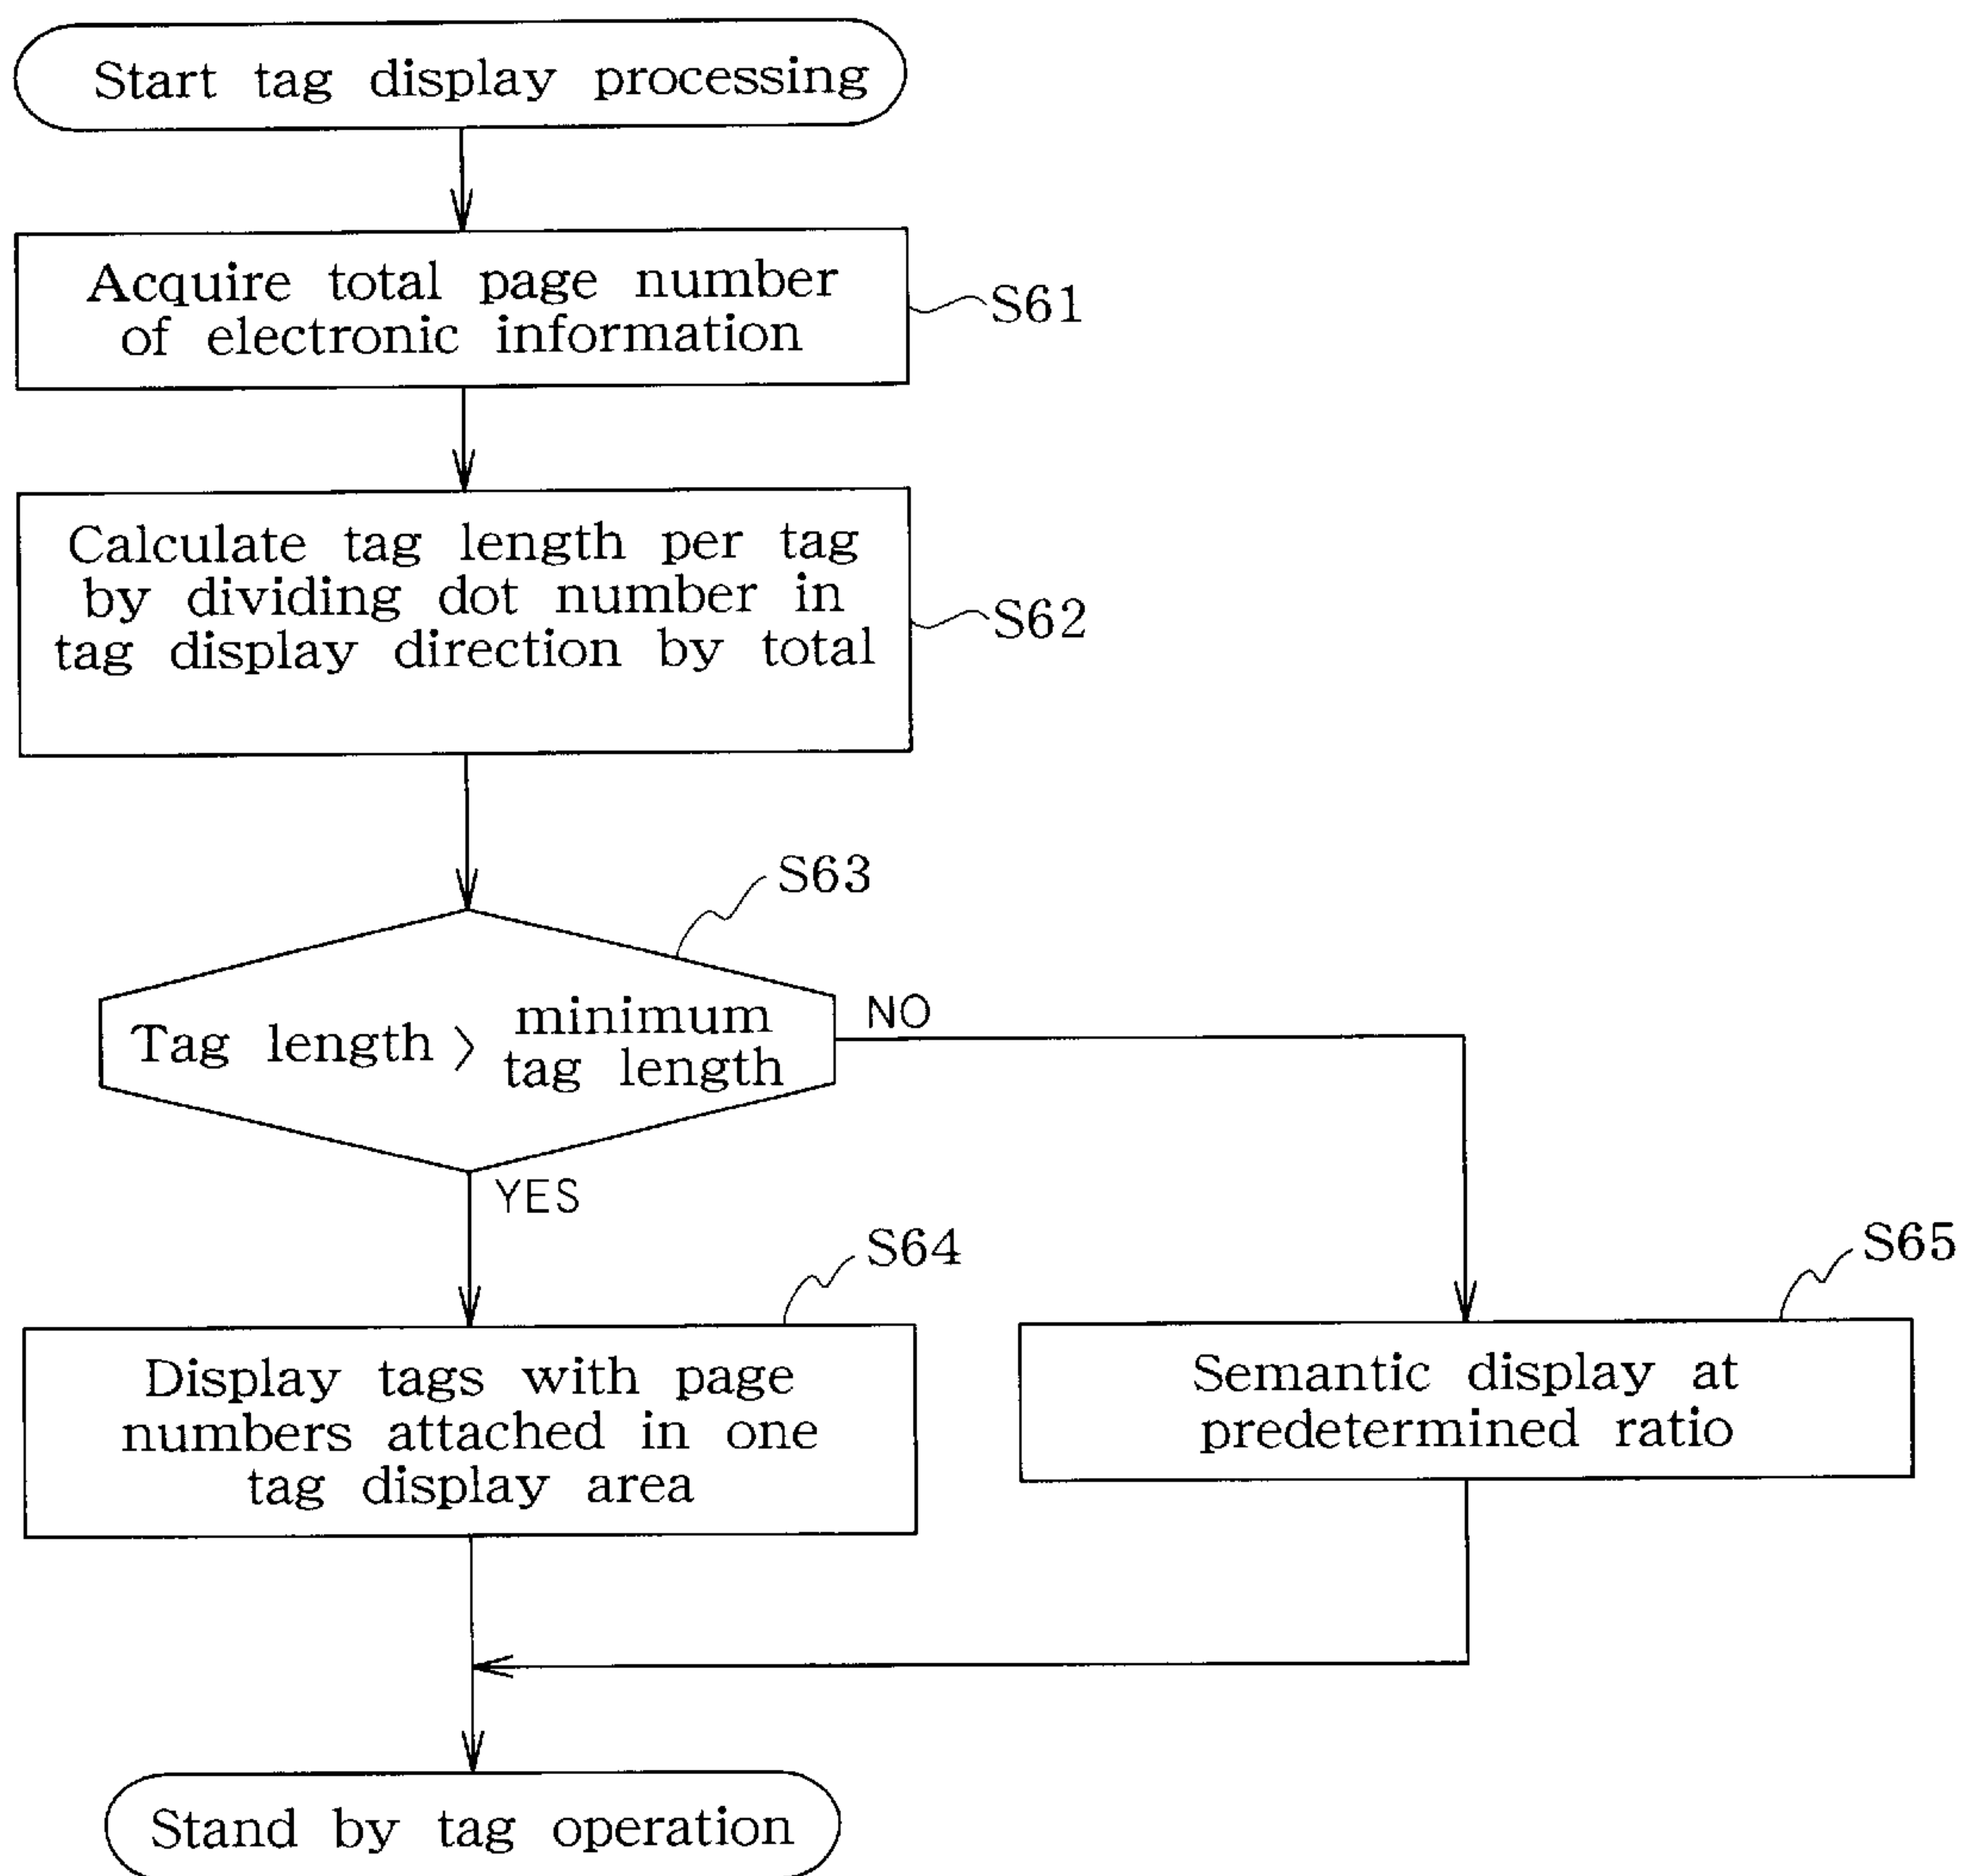 Start tag display processing
Acquire total page number
of electronic information
S61
Calculate tag length per tag
by dividing dot number in
tag display direction by total
S62
S63
Tag length > minimum
tag length
NO
YES
S64
S65
Display tags with page
numbers attached in one
tag display area
Semantic display at
predetermined ratio
Stand by tag operation